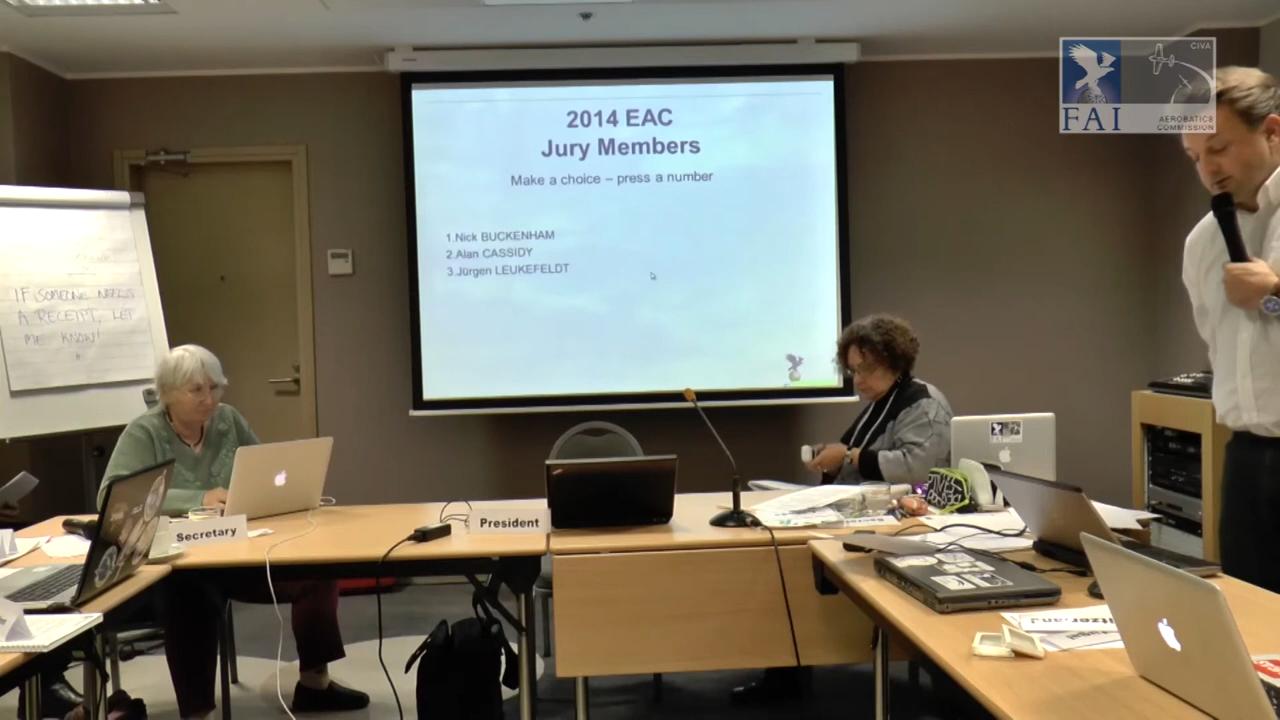 CIVA
FAI
AEROBATICS
COMMISSION
2014 EAC
Jury Members
Make a choice – press a number
1.Nick BUCKENHAM
2.Alan CASSIDY
3.Jürgen LEUKEFELDT
IF SOMEONE NEEDS
A RECEIPT, LET
ME KNOW!
Secretary
President